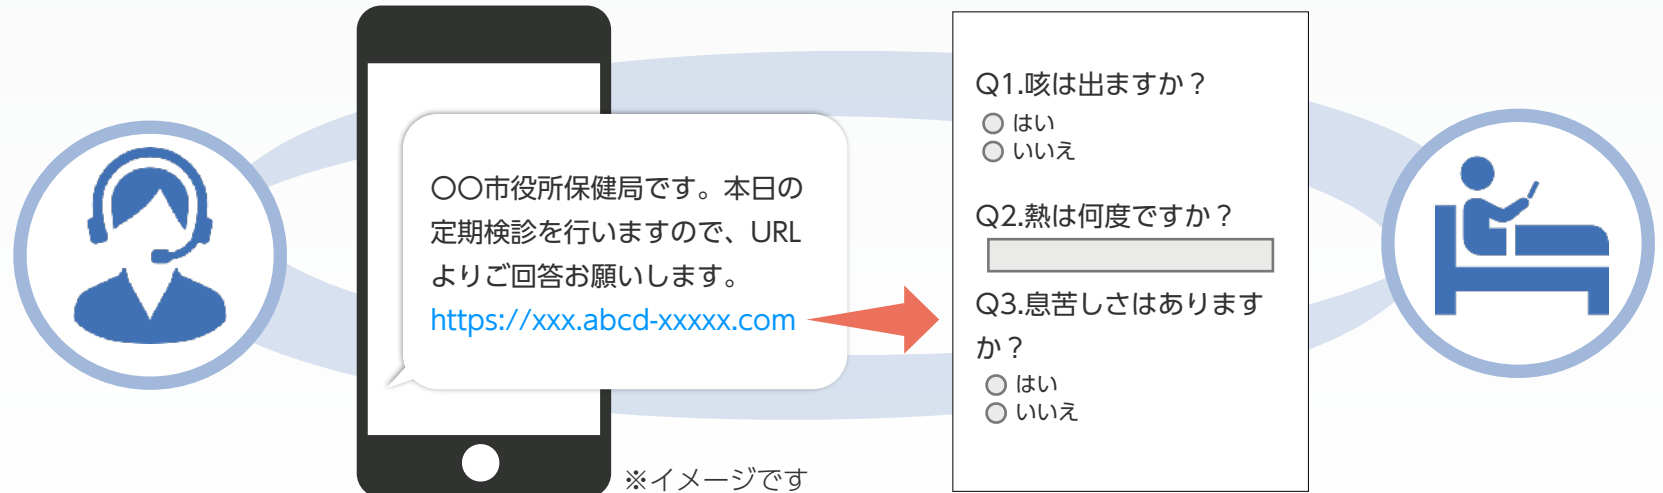 〇〇市役所保健局です。本日の
定期検診を行いますので、URL
よりご回答お願いします。
https://xxx.abcd-xxxxx.com
※イメージです
Q1.咳は出ますか？
はい
いいえ
Q2.熱は何度ですか？
Q3.息苦しさはあります
か？
はい
いいえ